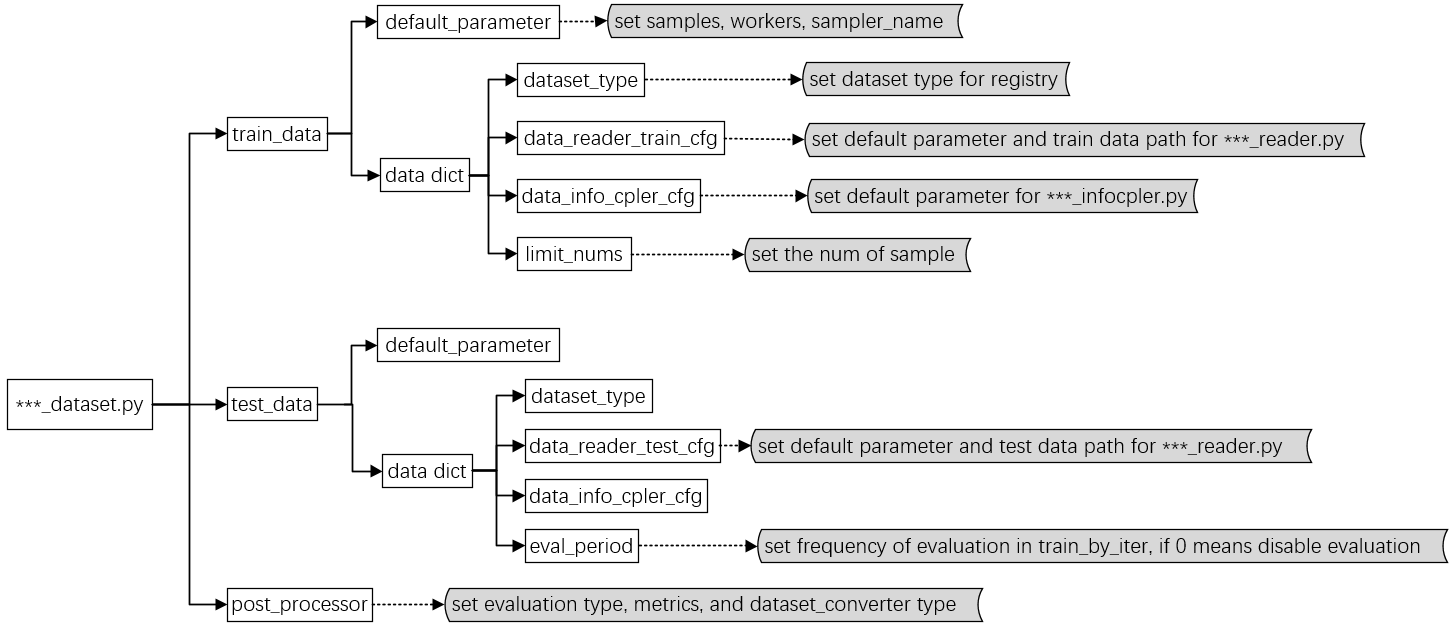 default_parameter
set samples, workers, sampler_name
dataset_type
set dataset type for registry
train_data
data_reader_train_cfg
set default parameter and train data path for ***_reader.py
data dict
data_info_cpler_cfg
set default parameter for ***_infocpler.py
limit_nums
set the num of sample
default_parameter
***_dataset.py
test_data
dataset_type
data_reader_test_cfg
set default parameter and test data path for ***_reader.py
data dict
data_info_cpler_cfg
eval_period
set frequency of evaluation in train_by_iter, if 0 means disable evaluation
post_processor
set evaluation type, metrics, and dataset_converter type